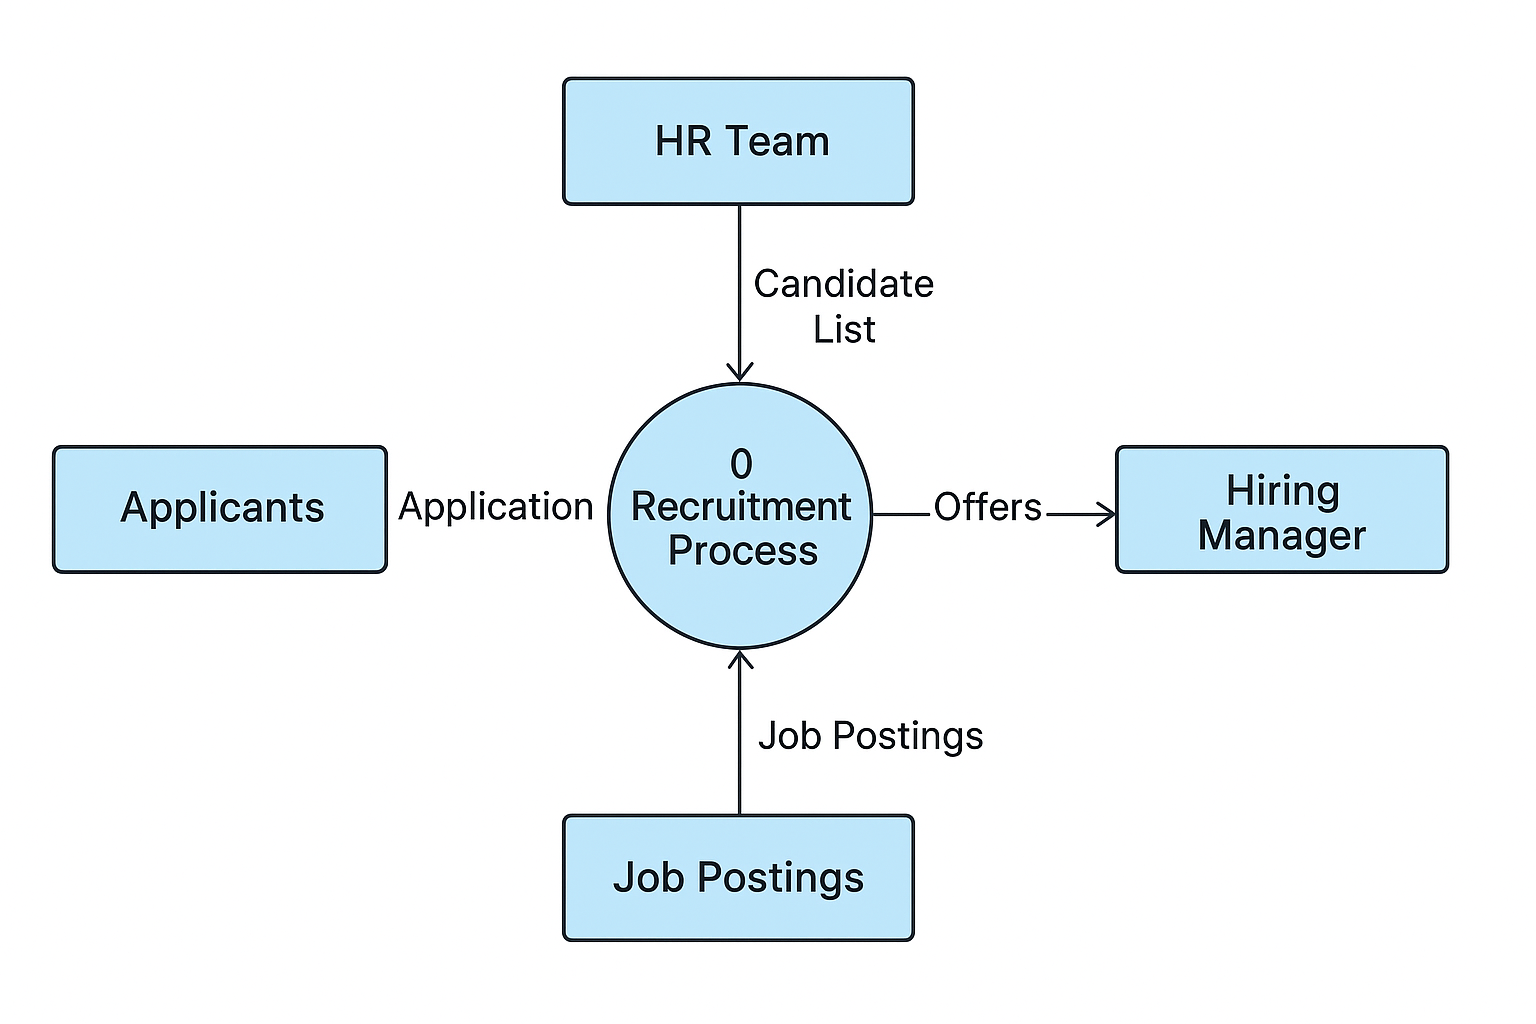 HR Team
Candidate
List
Applicants
Application
0
Recruitment
Process
Offers
Hiring
Manager
Job Postings
Job Postings